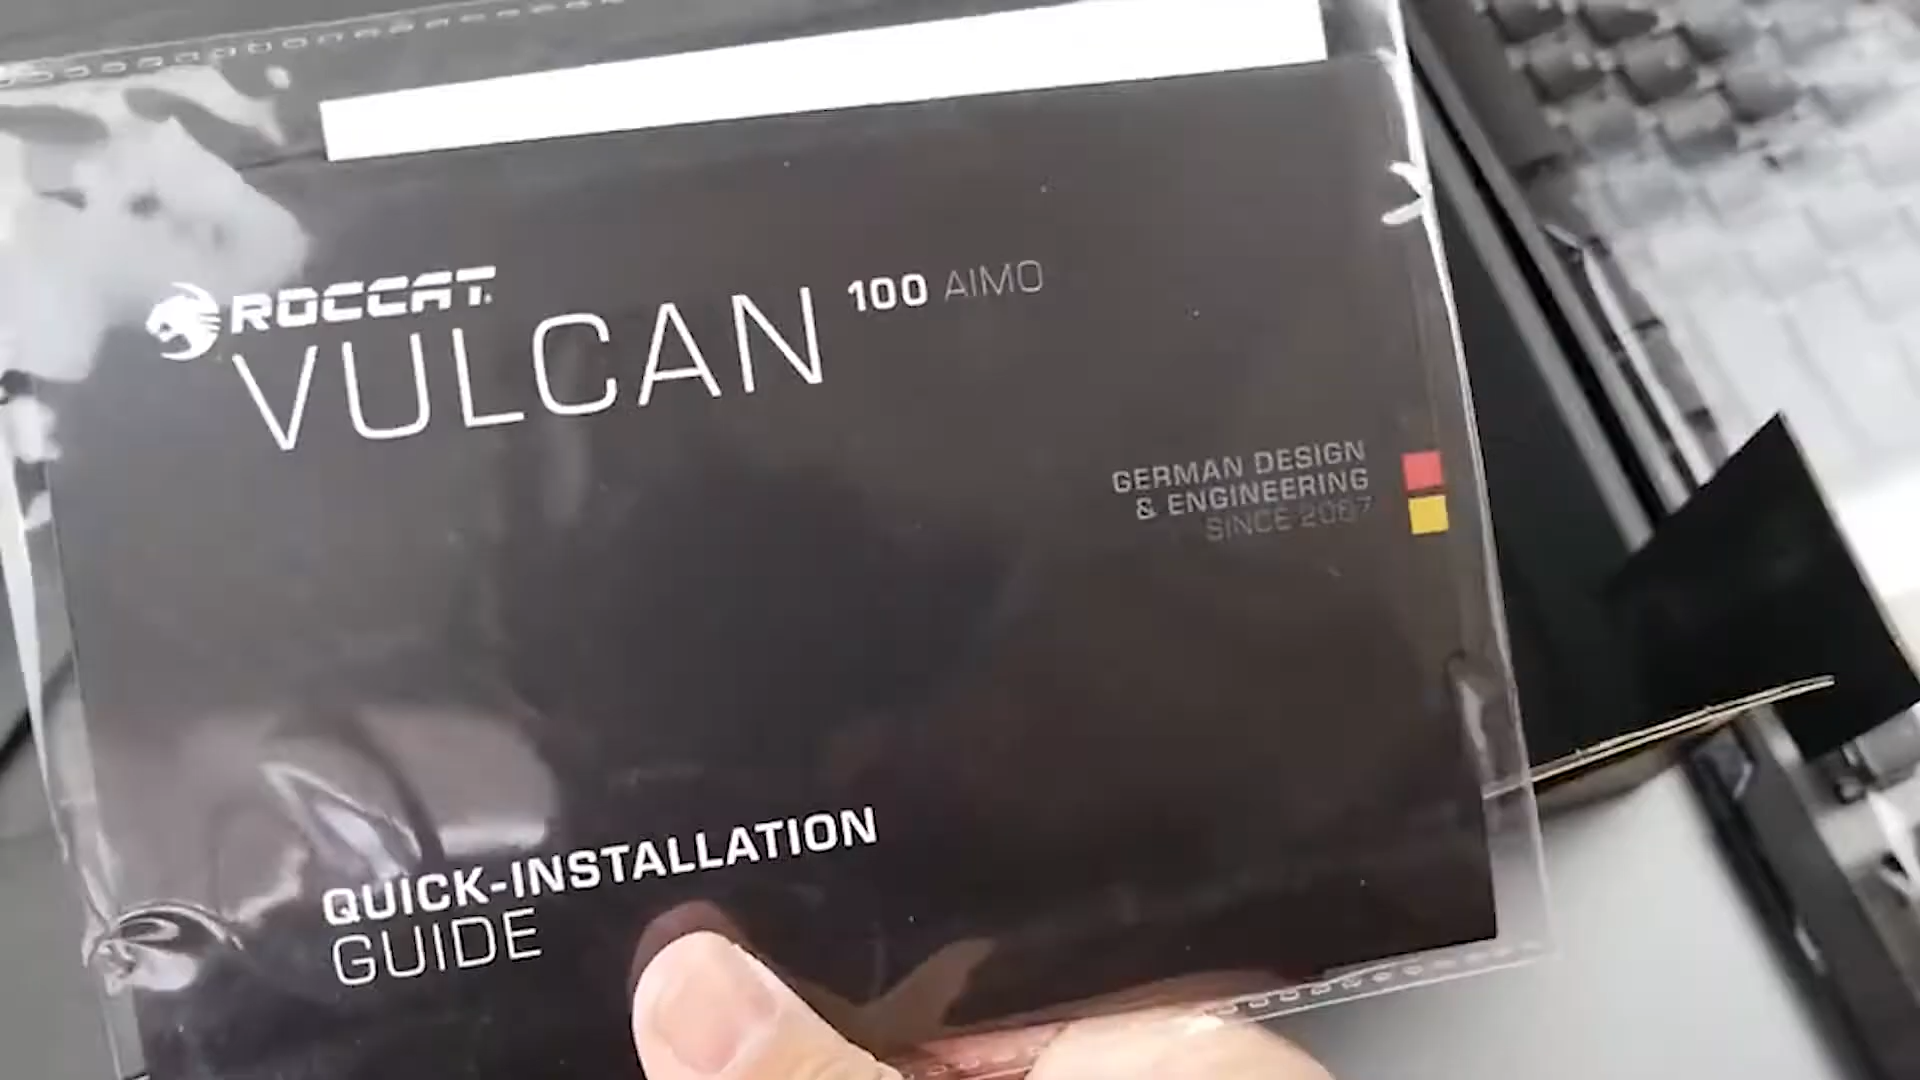 ROCCAT
VULCAN 100 AIMO
GERMAN DESIGN
& ENGINEERING
SINCE 2007
QUICK-INSTALLATION
GUIDE